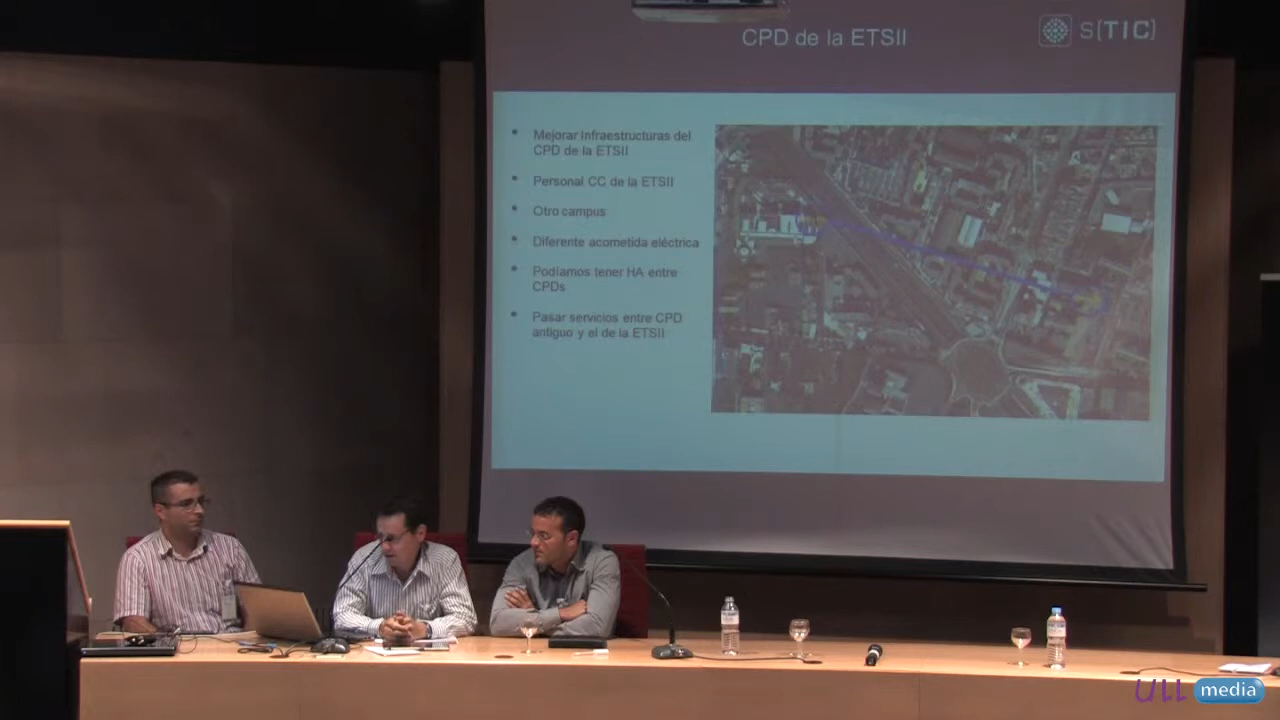 CPD de la ETSII
S[TIC]
Mejorar Infraestructuras del
CPD de la ETSII
Personal CC de la ETSII
Otro campus
Diferente acometida eléctrica
Podíamos tener HA entre
CPDs
Pasar servicios entre CPD
antiguo y el de la ETSII
ULL media